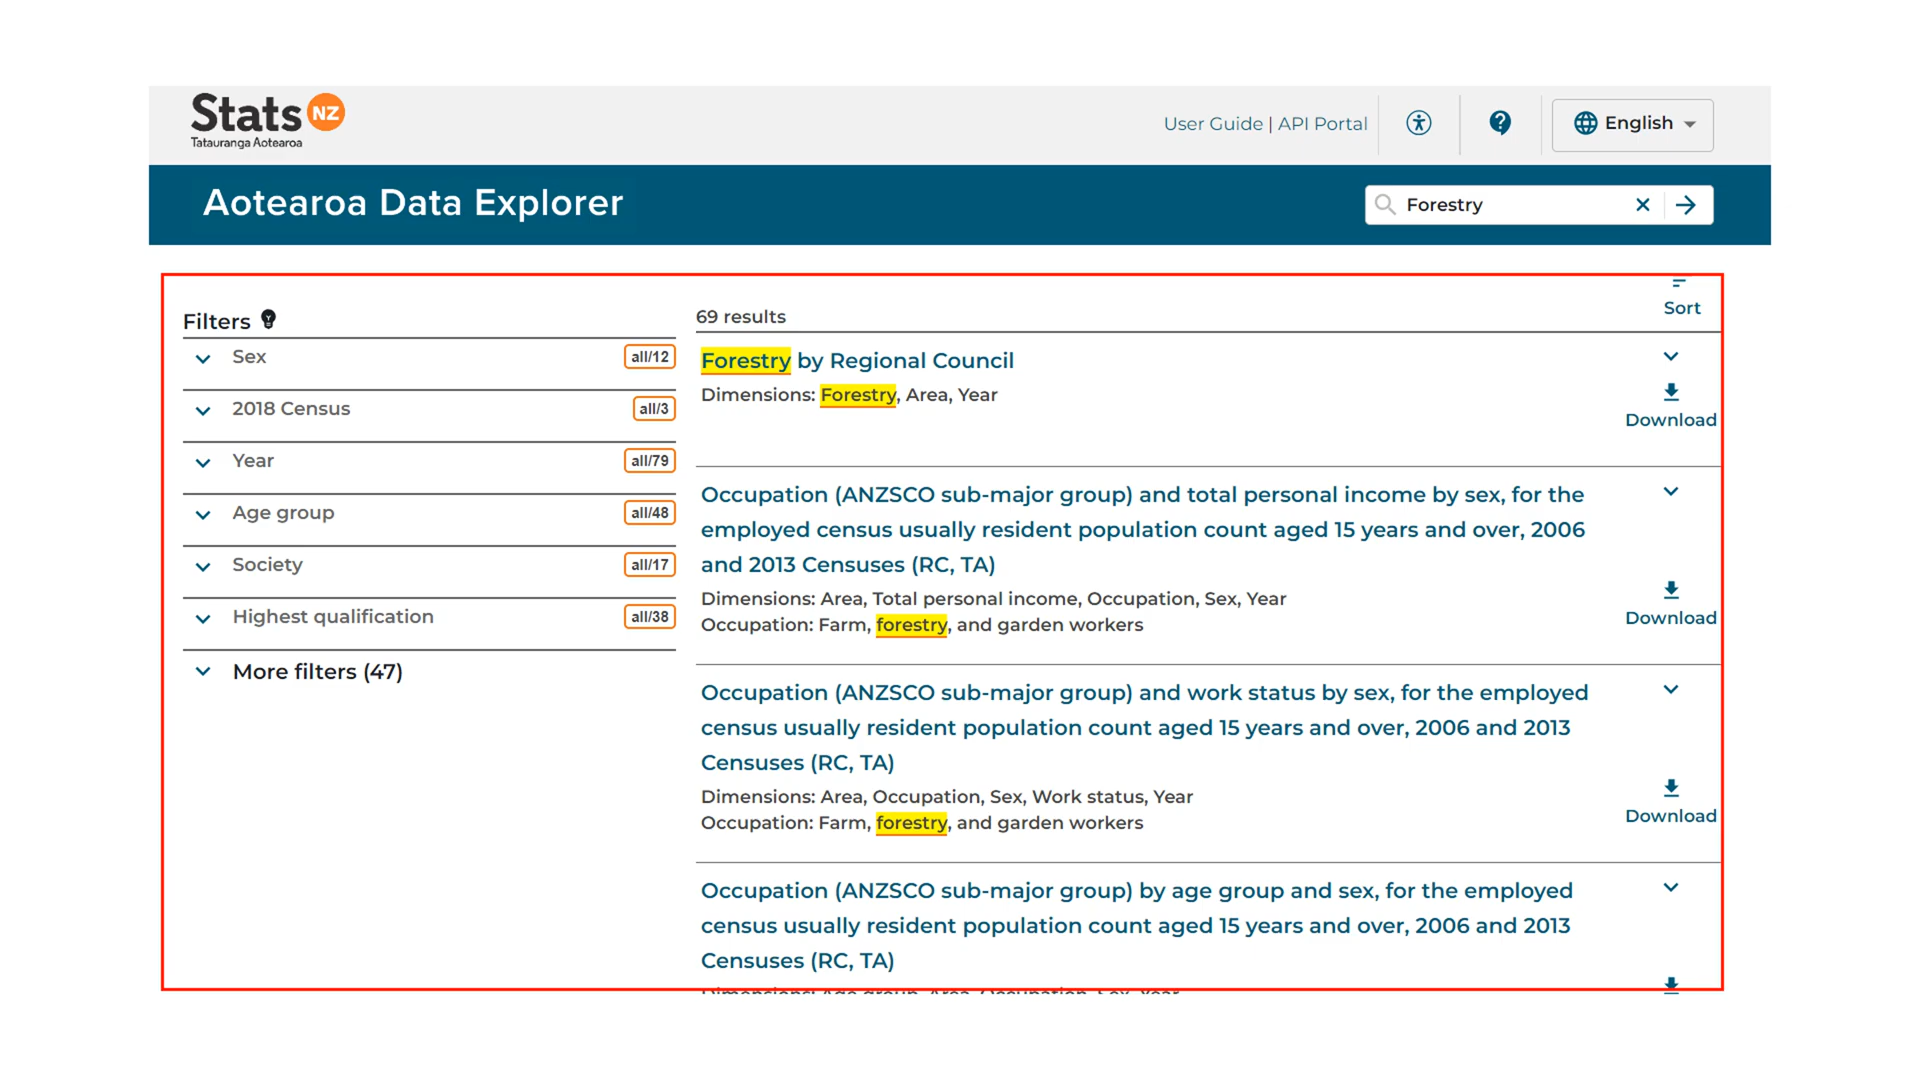 Stats NZ
Tatauranga Aotearoa
User Guide | API Portal
English
Aotearoa Data Explorer
Forestry
Filters
Sex all/12
2018 Census all/3
Year all/79
Age group all/48
Society all/17
Highest qualification all/38
More filters (47)
69 results
Sort
Forestry by Regional Council
Dimensions: Forestry, Area, Year
Download
Occupation (ANZSCO sub-major group) and total personal income by sex, for the
employed census usually resident population count aged 15 years and over, 2006
and 2013 Censuses (RC, TA)
Dimensions: Area, Total personal income, Occupation, Sex, Year
Occupation: Farm, forestry, and garden workers
Download
Occupation (ANZSCO sub-major group) and work status by sex, for the employed
census usually resident population count aged 15 years and over, 2006 and 2013
Censuses (RC, TA)
Dimensions: Area, Occupation, Sex, Work status, Year
Occupation: Farm, forestry, and garden workers
Download
Occupation (ANZSCO sub-major group) by age group and sex, for the employed
census usually resident population count aged 15 years and over, 2006 and 2013
Censuses (RC, TA)
Dimensions: Age group, Area, Occupation, Sex, Year